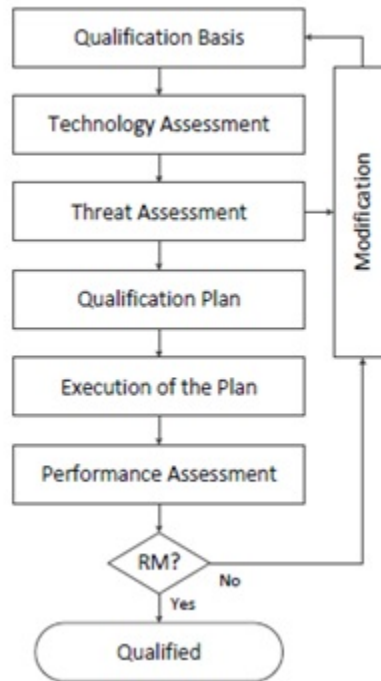 Qualification Basis
Technology Assessment
Threat Assessment
Modification
Qualification Plan
Execution of the Plan
Performance Assessment
RM?
No
Yes
Qualified